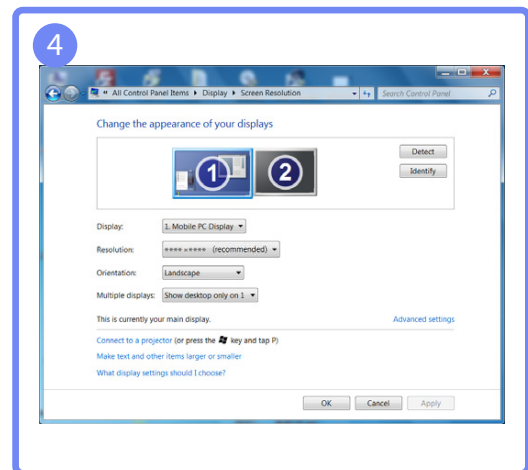 4
« All Control Panel Items ▸ Display ▸ Screen Resolution
Search Control Panel
Change the appearance of your displays
1
2
Detect
Identify
Display:
1. Mobile PC Display
Resolution:
**** × **** (recommended)
Orientation:
Landscape
Multiple displays:
Show desktop only on 1
This is currently your main display.
Advanced settings
Connect to a projector (or press the key and tap P)
Make text and other items larger or smaller
What display settings should I choose?
OK
Cancel
Apply